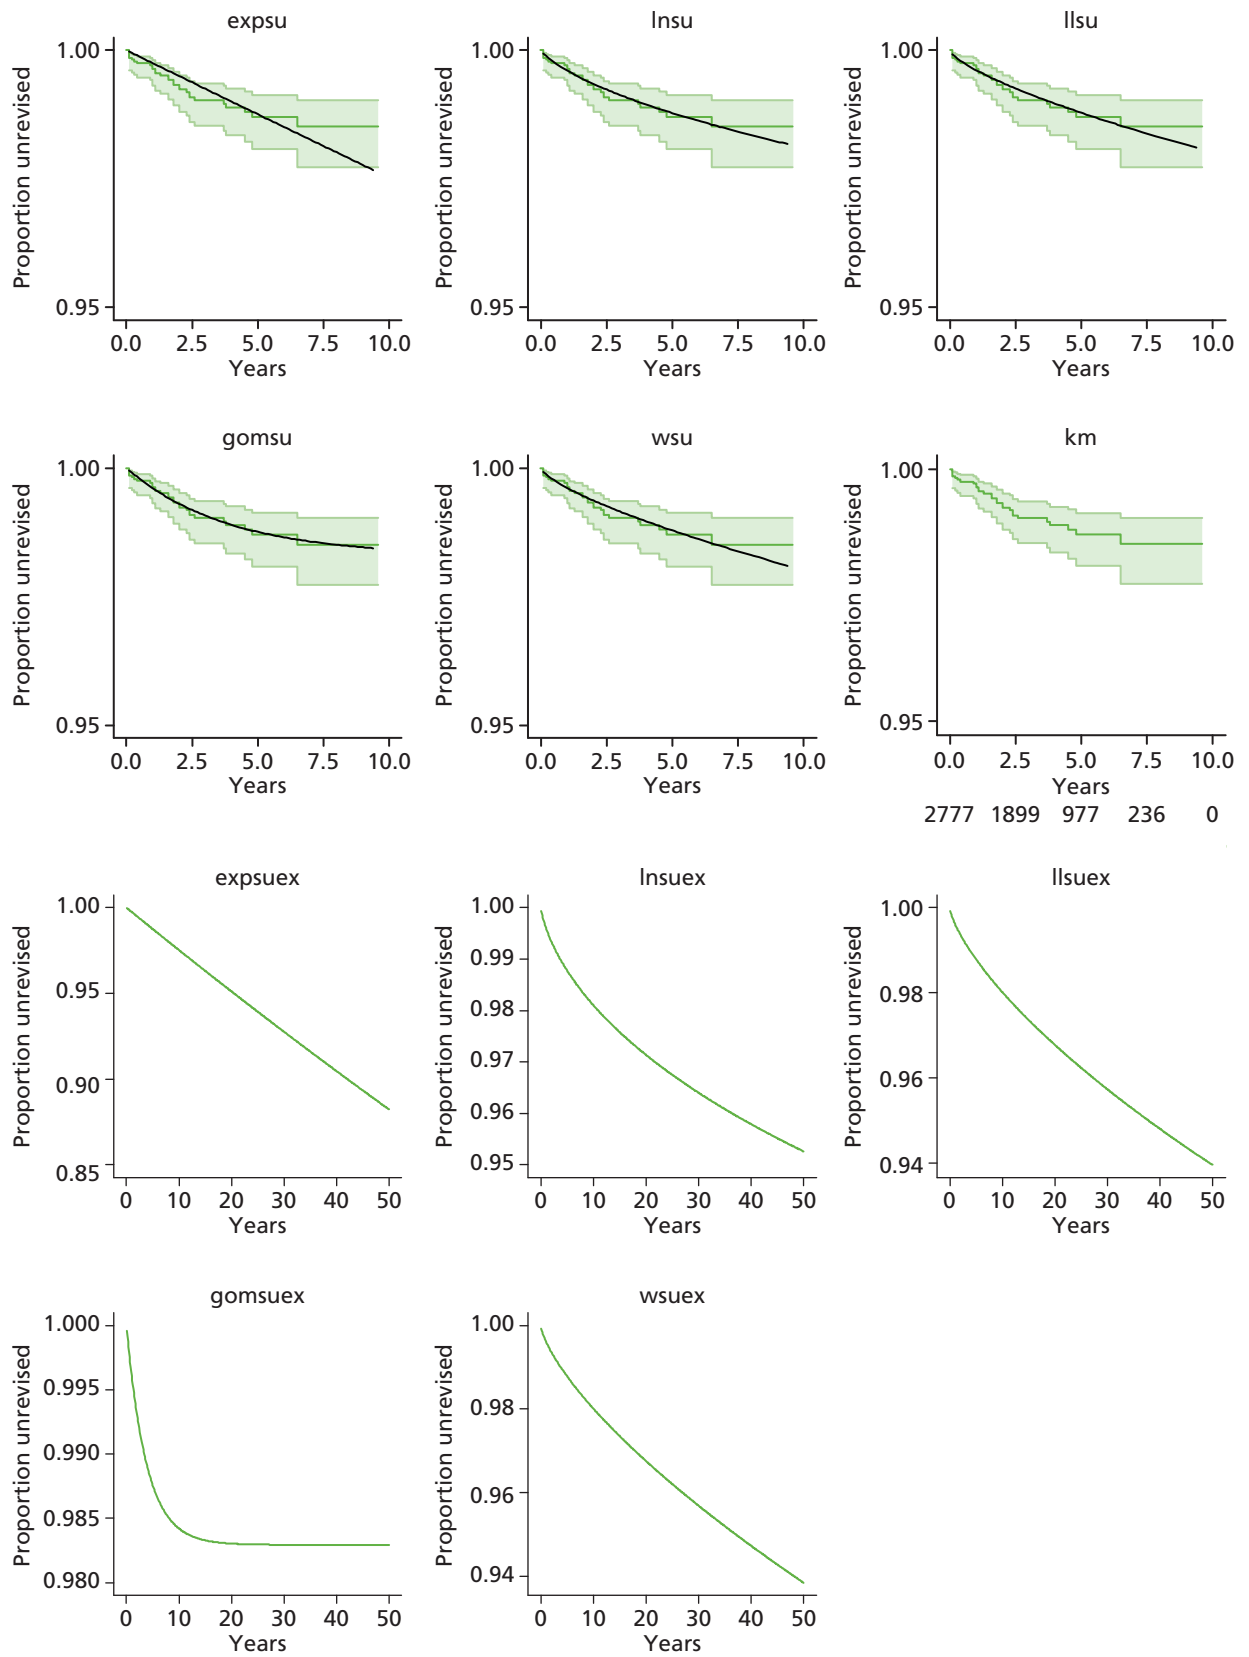 expsu
lnsu
llsu
Proportion unrevised
1.00
0.95
0.0 2.5 5.0 7.5 10.0
Years
Proportion unrevised
1.00
0.95
0.0 2.5 5.0 7.5 10.0
Years
Proportion unrevised
1.00
0.95
0.0 2.5 5.0 7.5 10.0
Years
gomsu
wsu
km
Proportion unrevised
1.00
0.95
0.0 2.5 5.0 7.5 10.0
Years
Proportion unrevised
1.00
0.95
0.0 2.5 5.0 7.5 10.0
Years
Proportion unrevised
1.00
0.95
0.0 2.5 5.0 7.5 10.0
Years
2777 1899 977 236 0
expsuex
lnsuex
llsuex
Proportion unrevised
1.00
0.95
0.90
0.85
0 10 20 30 40 50
Years
Proportion unrevised
1.00
0.99
0.98
0.97
0.96
0.95
0 10 20 30 40 50
Years
Proportion unrevised
1.00
0.98
0.96
0.94
0 10 20 30 40 50
Years
gomsuex
wsuex
Proportion unrevised
1.000
0.995
0.990
0.985
0.980
0 10 20 30 40 50
Years
Proportion unrevised
1.00
0.98
0.96
0.94
0 10 20 30 40 50
Years